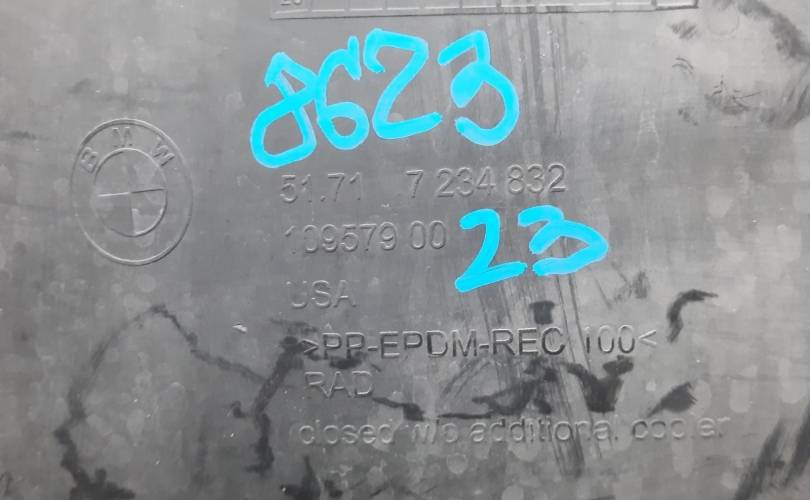 8623
BMW
51.71 7 234 832
109579 00
23
USA
>PP-EPDM-REC 100<
RAD
closed w/o additional cooler